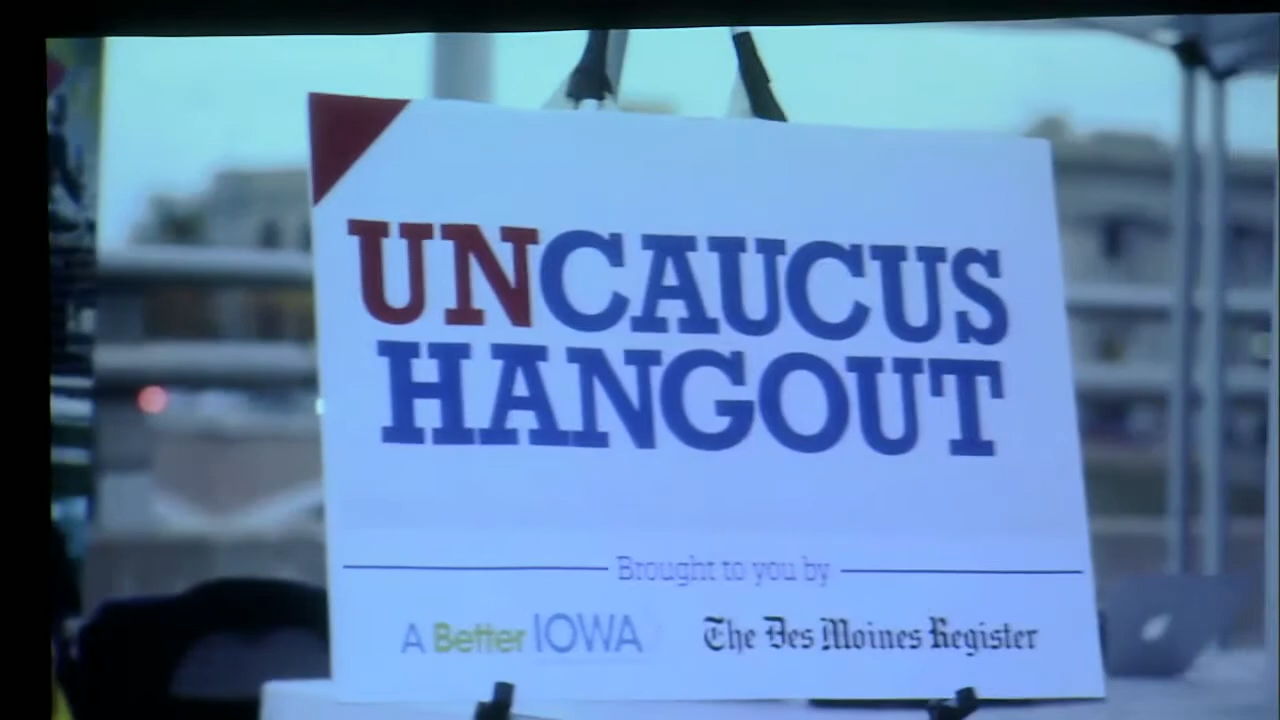 UNCAUCUS
HANGOUT
Brought to you by
A Better IOWA
The Des Moines Register